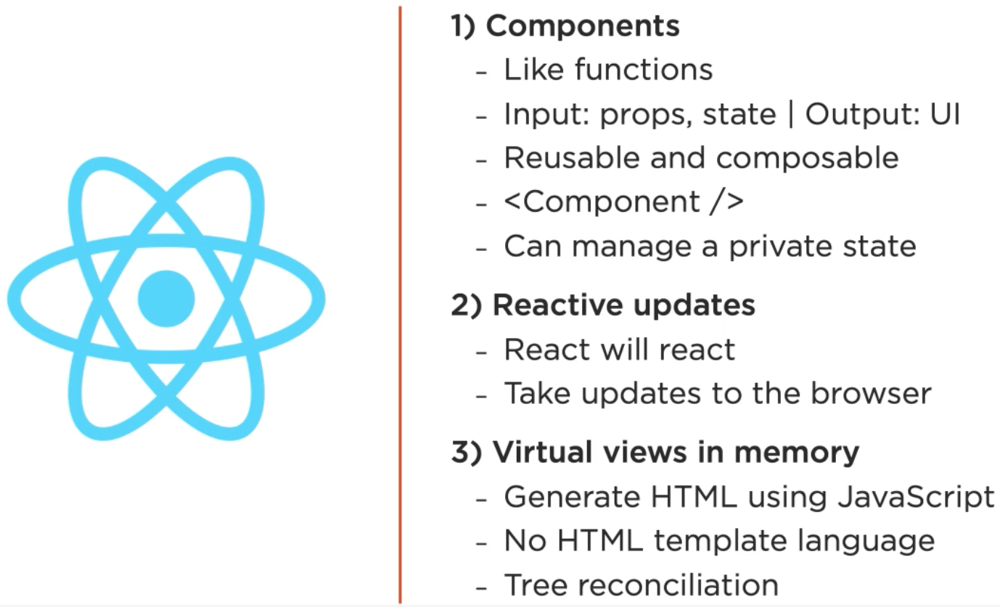 1) Components
- Like functions
- Input: props, state | Output: UI
- Reusable and composable
- <Component />
- Can manage a private state
2) Reactive updates
- React will react
- Take updates to the browser
3) Virtual views in memory
- Generate HTML using JavaScript
- No HTML template language
- Tree reconciliation